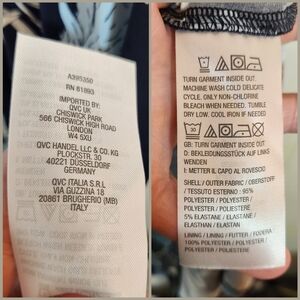 A395350
RN 81893
IMPORTED BY:
QVC UK
CHISWICK PARK
566 CHISWICK HIGH ROAD
LONDON
W4 5XU
QVC HANDEL LLC & CO. KG
PLOCKSTR. 30
40221 DUSSELDORF
GERMANY
QVC ITALIA S.R.L
VIA GUZZINA 18
20861 BRUGHERIO (MB)
ITALY
TURN GARMENT INSIDE OUT.
MACHINE WASH COLD DELICATE
CYCLE. ONLY NON-CHLORINE
BLEACH WHEN NEEDED. TUMBLE
DRY LOW. COOL IRON IF NEEDED
30
GB: TURN GARMENT INSIDE OUT.
D: BEKLEIDUNGSSTÜCK AUF LINKS
WENDEN
I: METTER IL CAPO AL ROVESCIO
SHELL / OUTER FABRIC / OBERSTOFF
/ TESSUTO ESTERNO : 95%
POLYESTER / POLYESTER /
POLIESTERE
5% ELASTANE / ELASTAN /
ELASTHAN / ELASTAN
LINING / LINING / FUTTER / FODERA :
100% POLYESTER / POLYESTER /
POLYESTER / POLIESTERE